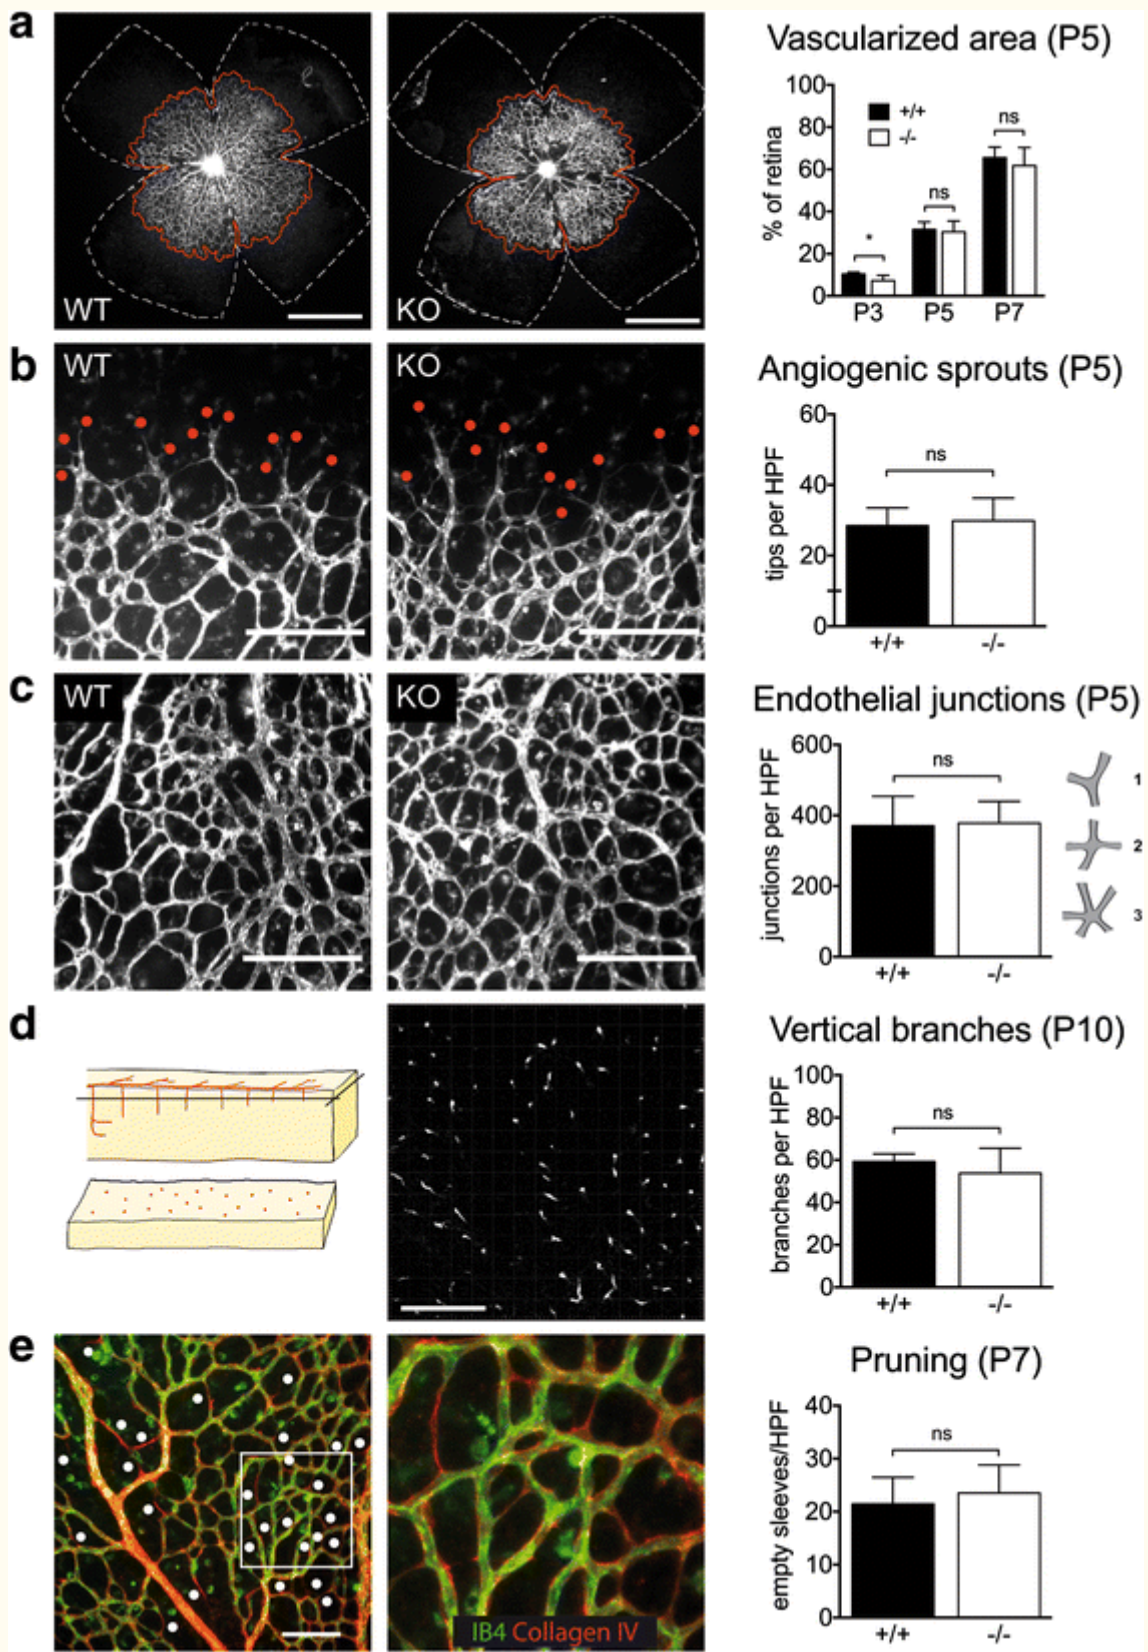 a
WT
KO
Vascularized area (P5)
% of retina
100
80
60
40
20
0
+/+
-/-
*
ns
ns
P3
P5
P7
b
WT
KO
Angiogenic sprouts (P5)
tips per HPF
60
40
20
0
ns
+/+
-/-
c
WT
KO
Endothelial junctions (P5)
junctions per HPF
600
400
200
0
ns
+/+
-/-
1
2
3
d
Vertical branches (P10)
branches per HPF
100
80
60
40
20
0
ns
+/+
-/-
e
IB4 Collagen IV
Pruning (P7)
empty sleeves/HPF
40
30
20
10
0
ns
+/+
-/-